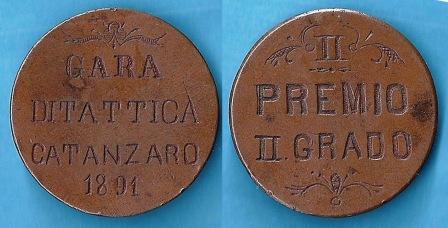 GARA
DITATTICA
CATANZARO
1891
II
PREMIO
II. GRADO